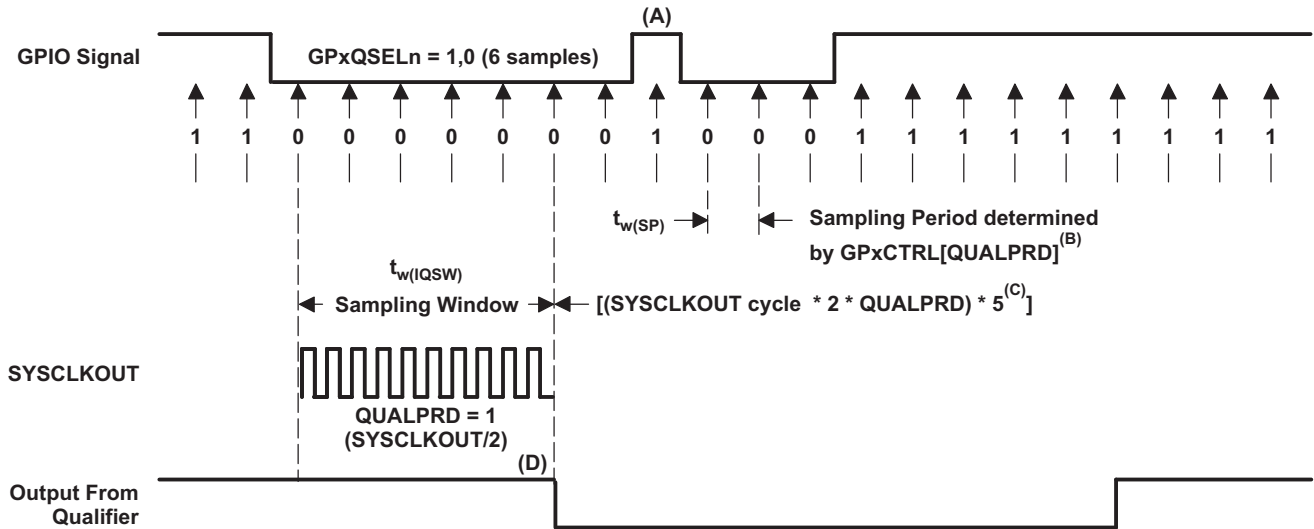 (A)
GPIO Signal
GPxQSELn = 1,0 (6 samples)
1 1 0 0 0 0 0 0 0 1 0 0 0 1 1 1 1 1 1 1 1 1
tw(SP)
Sampling Period determined
by GPxCTRL[QUALPRD](B)
tw(IQSW)
Sampling Window
[(SYSCLKOUT cycle * 2 * QUALPRD) * 5(C)]
SYSCLKOUT
QUALPRD = 1
(SYSCLKOUT/2)
(D)
Output From
Qualifier